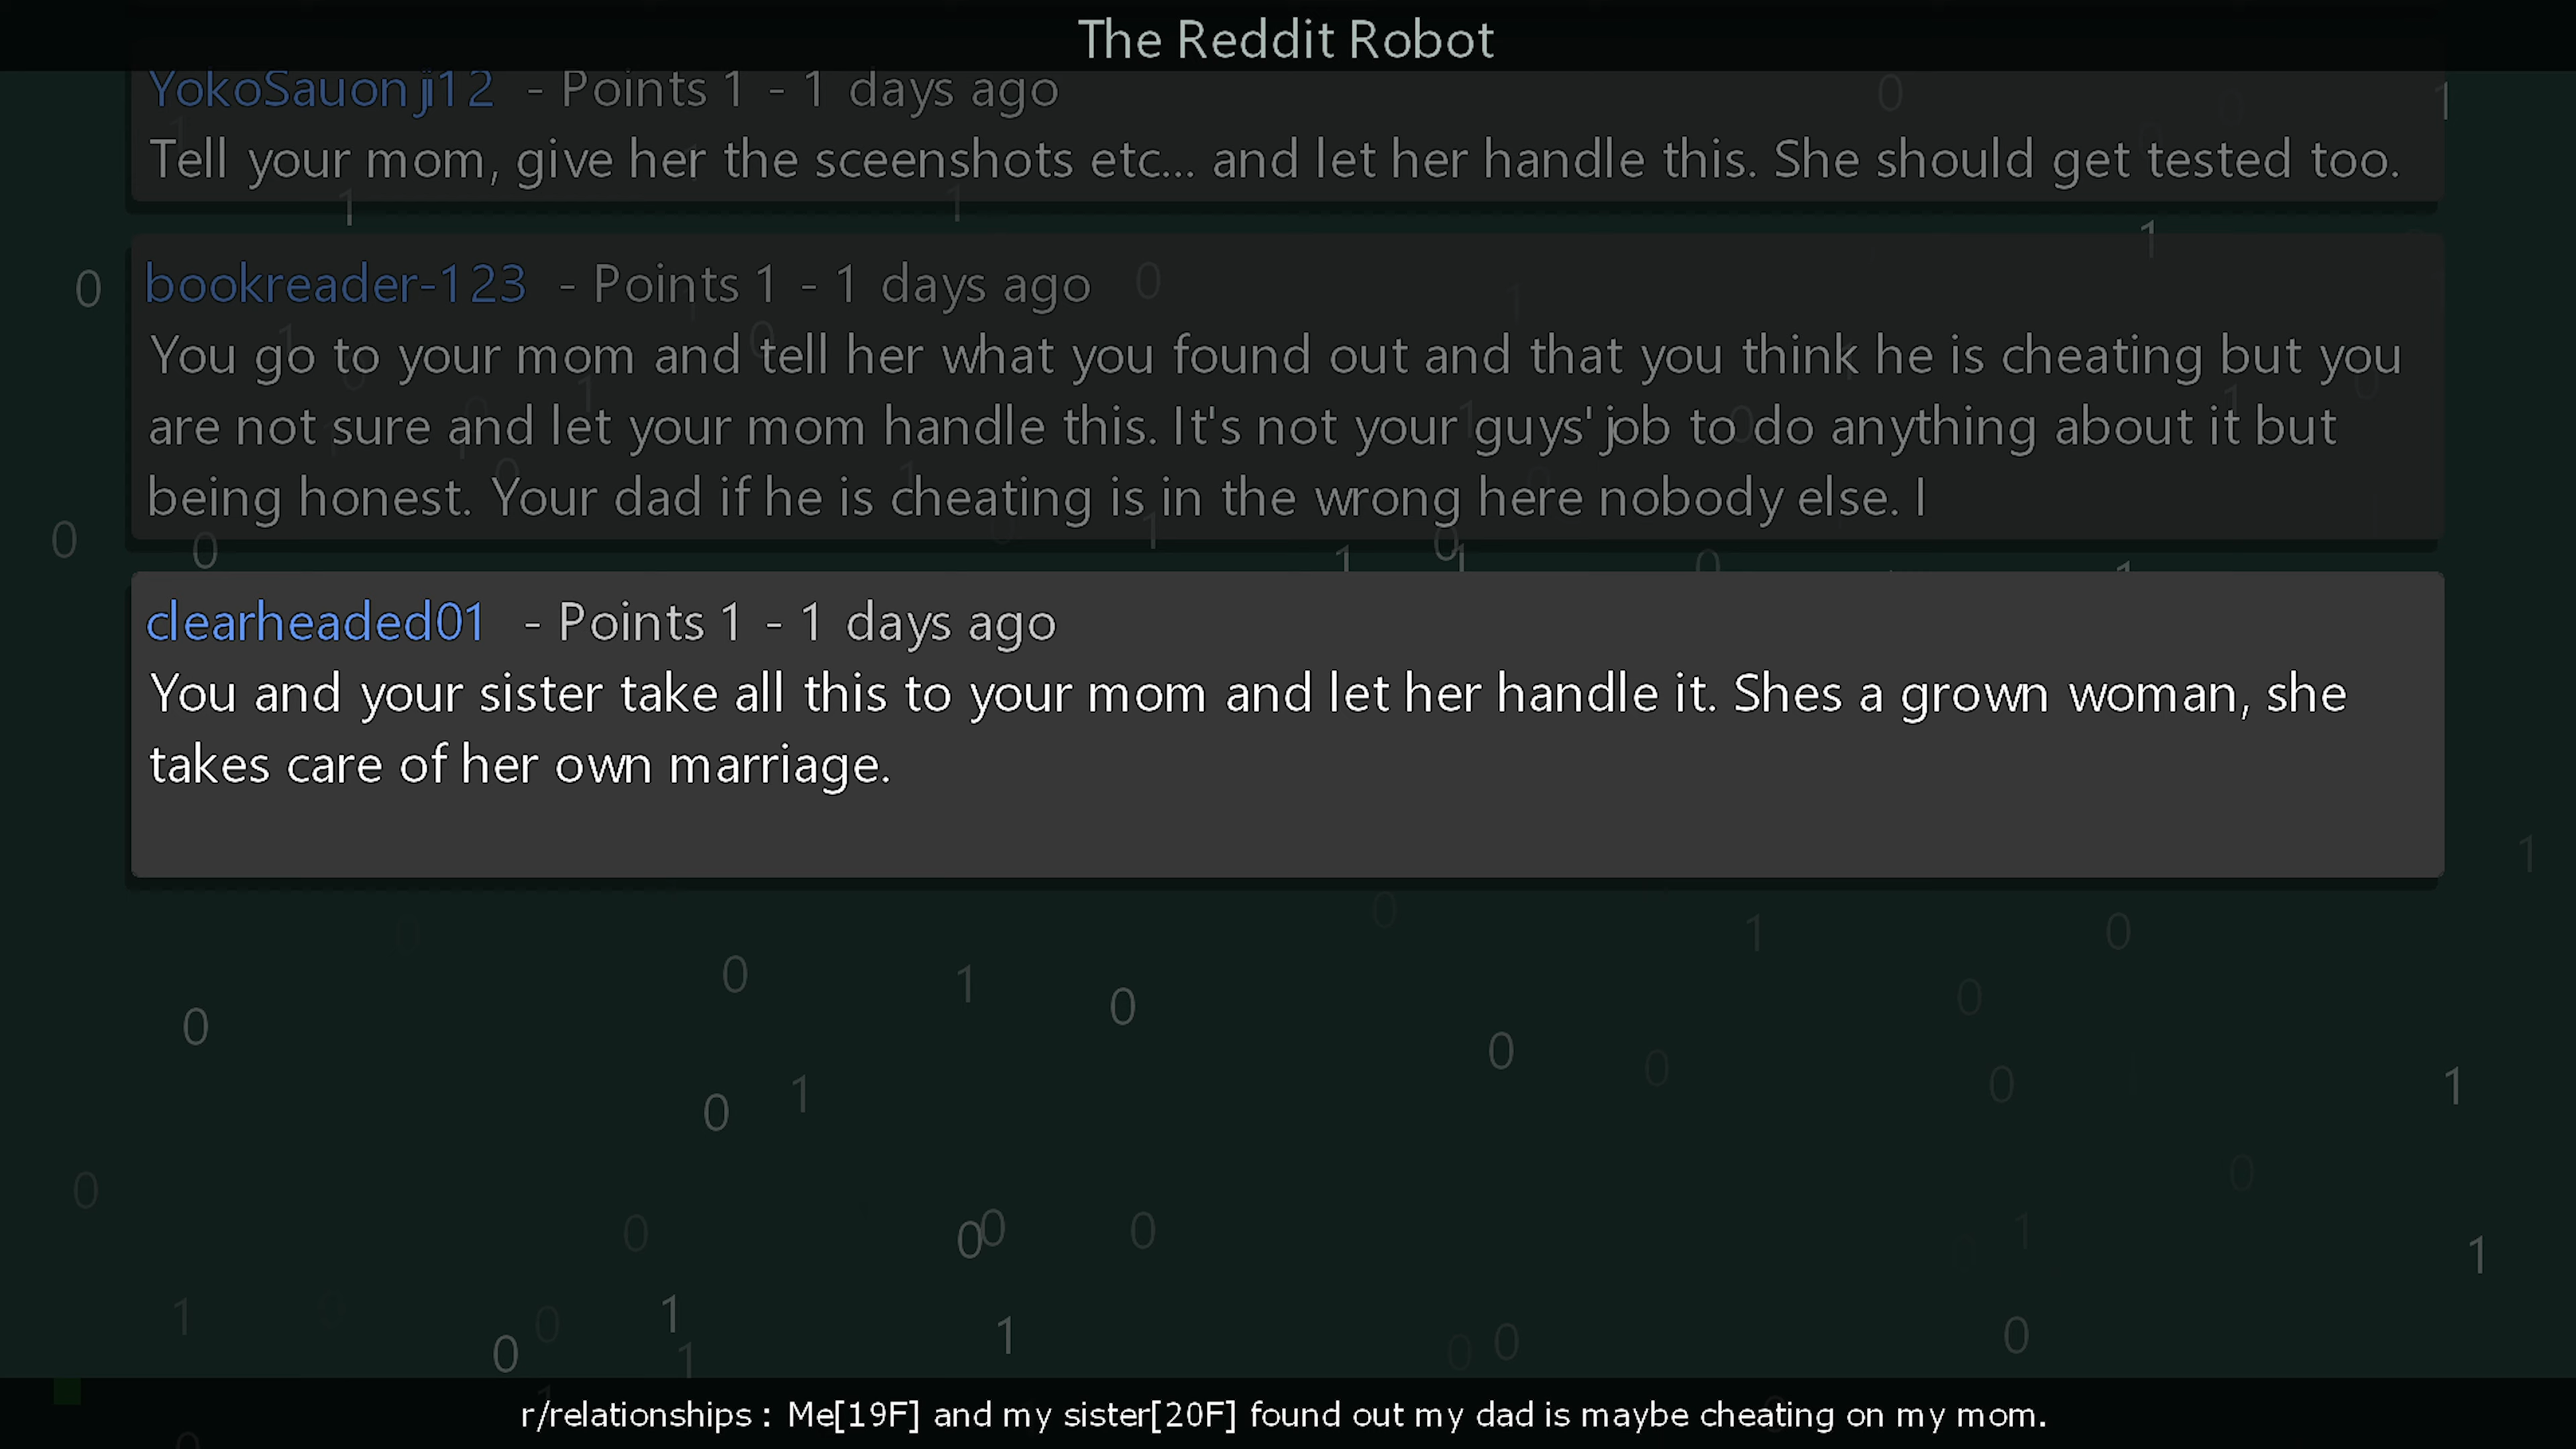 The Reddit Robot
YokoSauonji12 - Points 1 - 1 days ago
Tell your mom, give her the sceenshots etc... and let her handle this. She should get tested too.
bookreader-123 - Points 1 - 1 days ago
You go to your mom and tell her what you found out and that you think he is cheating but you
are not sure and let your mom handle this. It's not your guys' job to do anything about it but
being honest. Your dad if he is cheating is in the wrong here nobody else. I
clearheaded01 - Points 1 - 1 days ago
You and your sister take all this to your mom and let her handle it. Shes a grown woman, she
takes care of her own marriage.
r/relationships : Me[19F] and my sister[20F] found out my dad is maybe cheating on my mom.